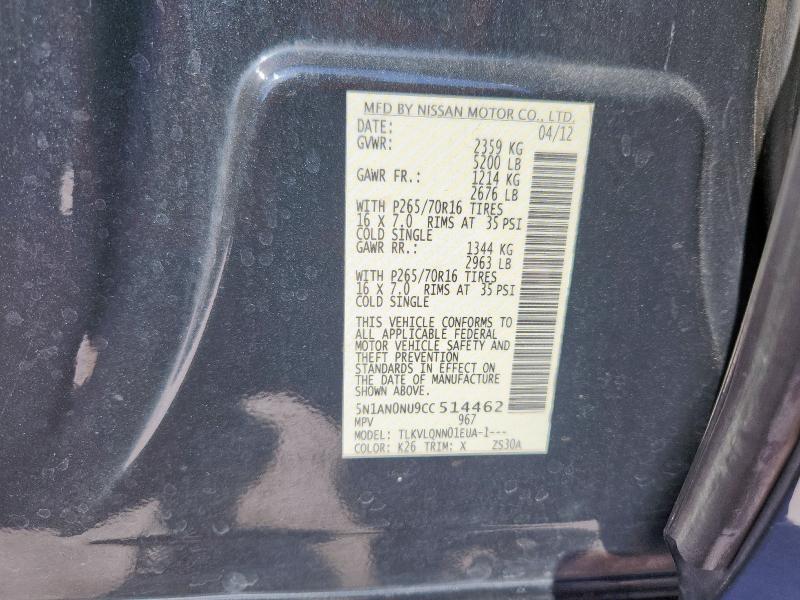 MFD BY NISSAN MOTOR CO., LTD.
DATE: 04/12
GVWR: 2359 KG
5200 LB
GAWR FR.: 1214 KG
2676 LB
WITH P265/70R16 TIRES
16 X 7.0 RIMS AT 35 PSI
COLD SINGLE
GAWR RR.: 1344 KG
2963 LB
WITH P265/70R16 TIRES
16 X 7.0 RIMS AT 35 PSI
COLD SINGLE
THIS VEHICLE CONFORMS TO
ALL APPLICABLE FEDERAL
MOTOR VEHICLE SAFETY AND
THEFT PREVENTION
STANDARDS IN EFFECT ON
THE DATE OF MANUFACTURE
SHOWN ABOVE.
5N1AN0NU9CC 514462
MPV 967
MODEL: TLKVLQNN01EUA-1---
COLOR: K26 TRIM: X ZS30A